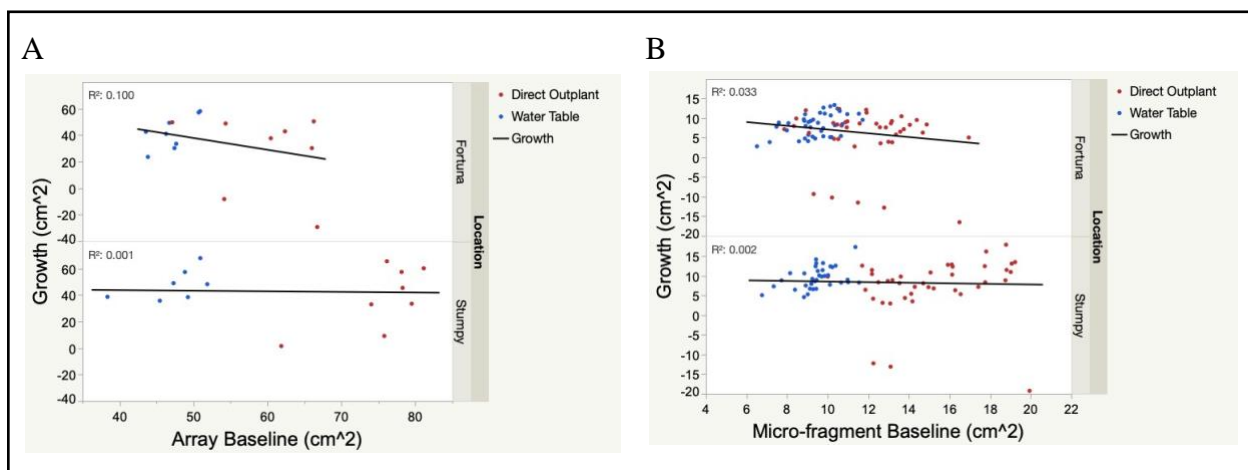 A
R²: 0.100
60
40
20
0
-20
-40
R²: 0.001
60
40
20
0
-20
-40
Growth (cm^2)
40
50
60
70
80
Array Baseline (cm^2)
Fortuna
Stumpy
Location
Direct Outplant
Water Table
Growth
B
R²: 0.033
15
10
5
0
-5
-10
-15
-20
R²: 0.002
15
10
5
0
-5
-10
-15
-20
Growth (cm^2)
4
6
8
10
12
14
16
18
20
22
Micro-fragment Baseline (cm^2)
Fortuna
Stumpy
Location
Direct Outplant
Water Table
Growth